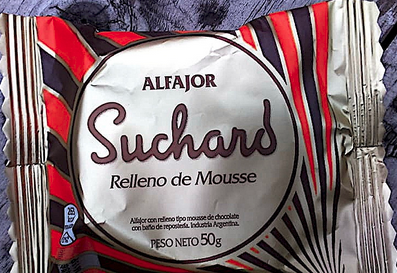 ALFAJOR
Suchard
Relleno de Mousse
Alfajor con relleno tipo mousse de chocolate
con baño de repostería. Industria Argentina.
PESO NETO 50g